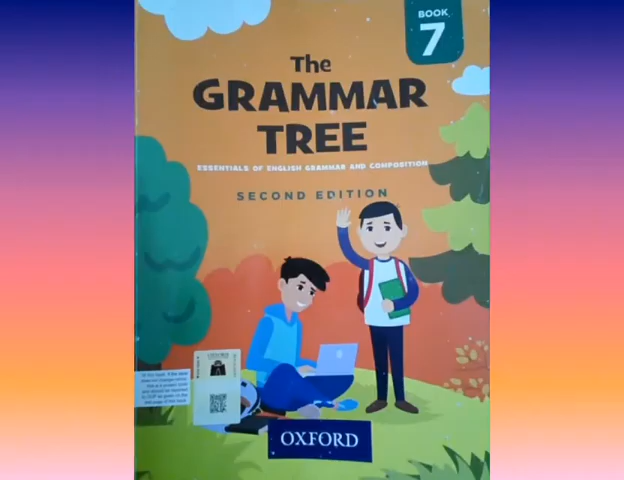 BOOK
7
The
GRAMMAR
TREE
ESSENTIALS OF ENGLISH GRAMMAR AND COMPOSITION
SECOND EDITION
OXFORD